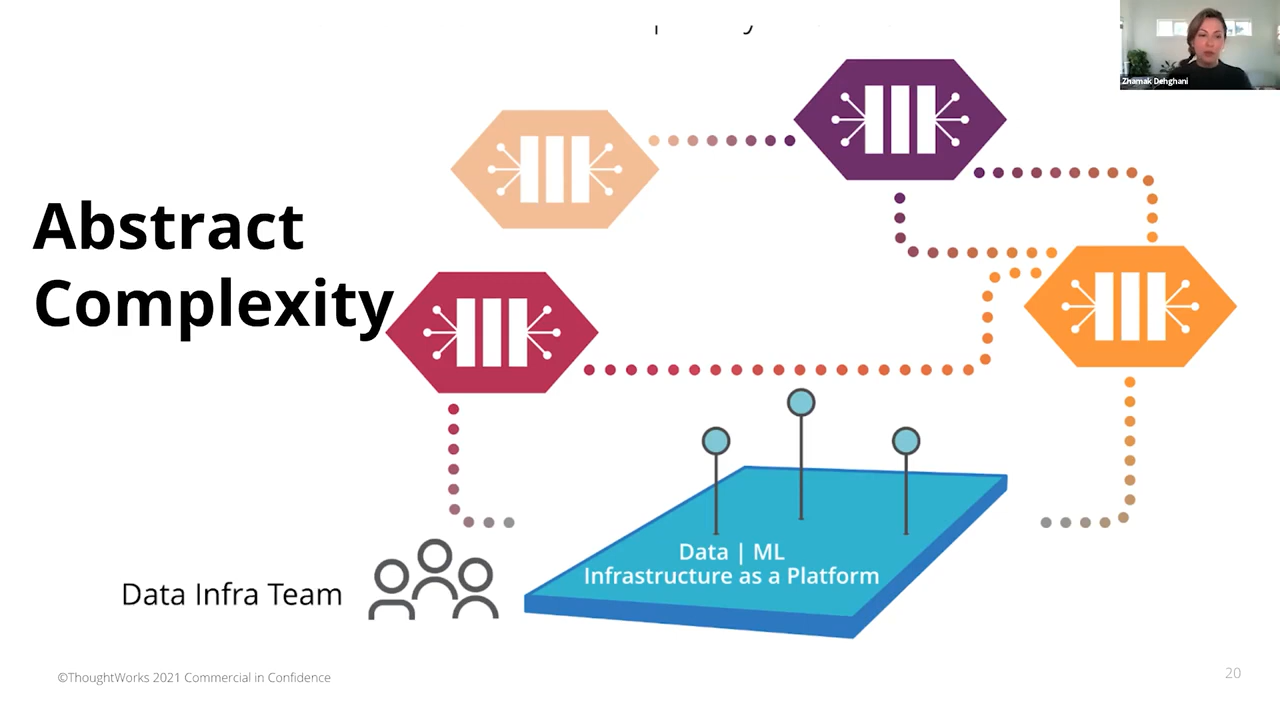 Zhamak Dehghani
Abstract
Complexity
Data | ML
Infrastructure as a Platform
Data Infra Team
©ThoughtWorks 2021 Commercial in Confidence
20